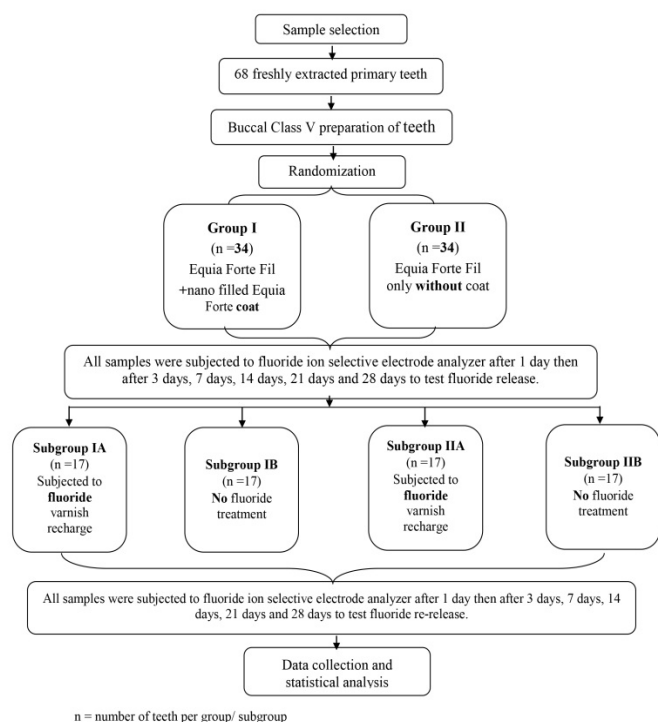 Sample selection
68 freshly extracted primary teeth
Buccal Class V preparation of teeth
Randomization
Group I
(n =34)
Equia Forte Fil
+nano filled Equia
Forte coat
Group II
(n =34)
Equia Forte Fil
only without coat
All samples were subjected to fluoride ion selective electrode analyzer after 1 day then
after 3 days, 7 days, 14 days, 21 days and 28 days to test fluoride release.
Subgroup IA
(n =17)
Subjected to
fluoride
varnish
recharge
Subgroup IB
(n =17)
No fluoride
treatment
Subgroup IIA
(n =17)
Subjected to
fluoride
varnish
recharge
Subgroup IIB
(n =17)
No fluoride
treatment
All samples were subjected to fluoride ion selective electrode analyzer after 1 day then after 3 days, 7 days, 14
days, 21 days and 28 days to test fluoride re-release.
Data collection and
statistical analysis
n = number of teeth per group/ subgroup